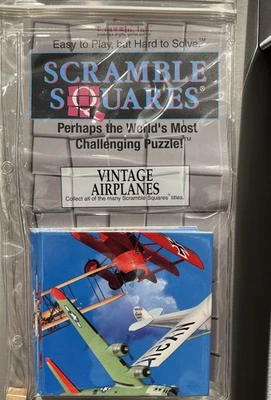 Easy to Play, but Hard to Solve.™
SCRAMBLE
SQUARES®
Perhaps the World's Most
Challenging Puzzle!™
VINTAGE
AIRPLANES
Collect all of the many Scramble Squares® titles.